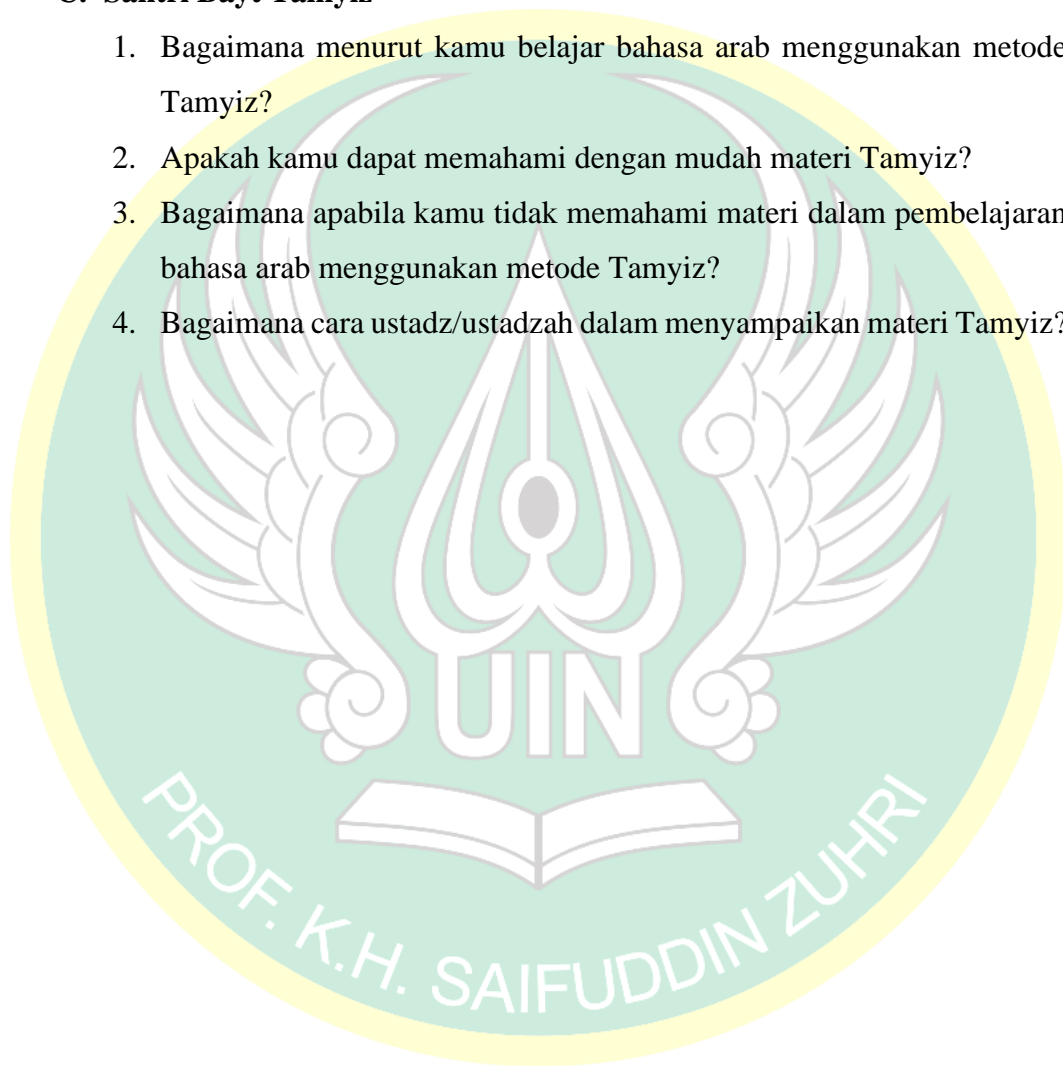 C. Santri Bayt Tamyiz
1. Bagaimana menurut kamu belajar bahasa arab menggunakan metode
Tamyiz?
2. Apakah kamu dapat memahami dengan mudah materi Tamyiz?
3. Bagaimana apabila kamu tidak memahami materi dalam pembelajaran
bahasa arab menggunakan metode Tamyiz?
4. Bagaimana cara ustadz/ustadzah dalam menyampaikan materi Tamyiz?
UIN
PROF. K.H. SAIFUDDIN ZUHRI